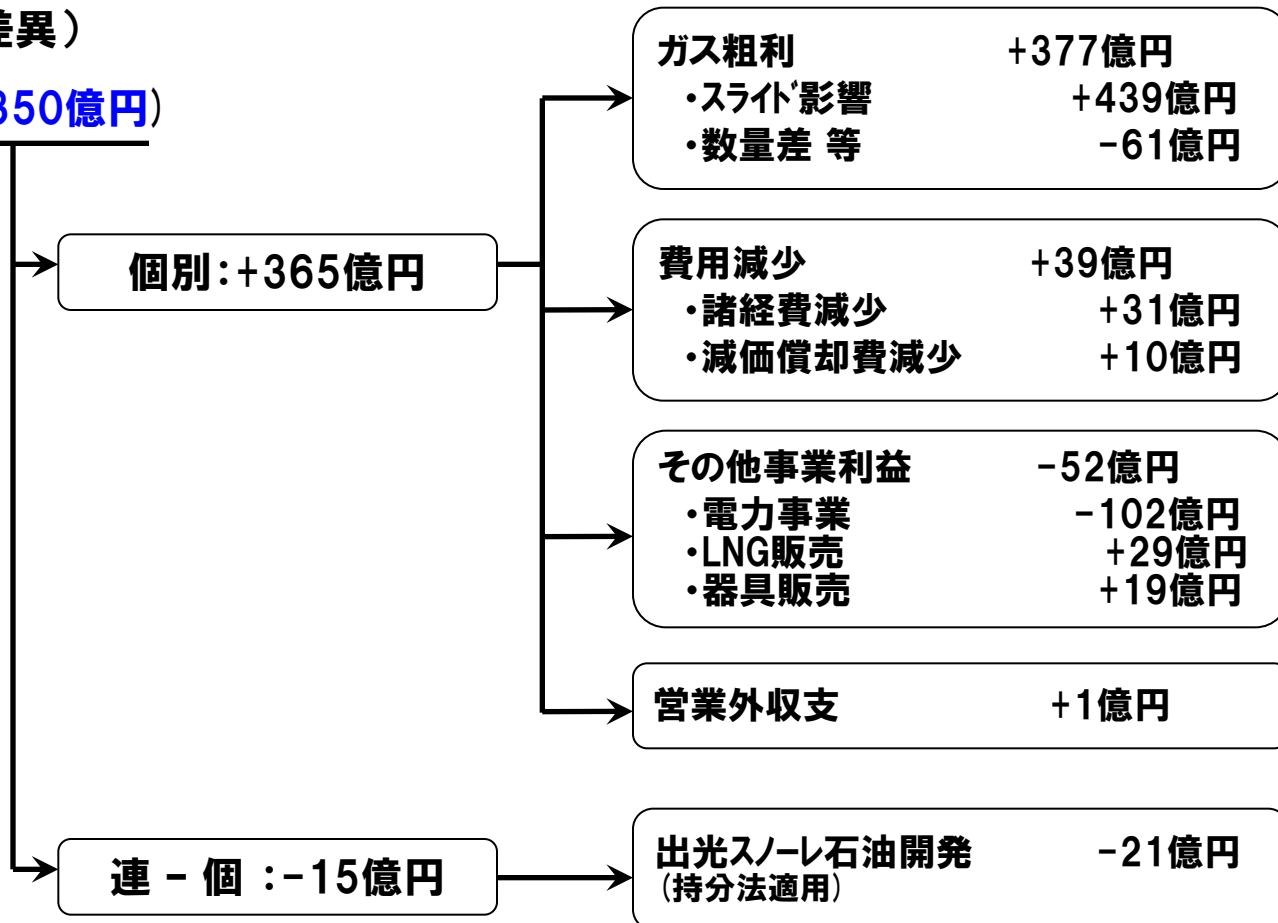 差異)
350億円)
個別:+365億円
連 - 個 :-15億円
ガス粗利 +377億円
・スライド影響 +439億円
・数量差 等 -61億円
費用減少 +39億円
・諸経費減少 +31億円
・減価償却費減少 +10億円
その他事業利益 -52億円
・電力事業 -102億円
・LNG販売 +29億円
・器具販売 +19億円
営業外収支 +1億円
出光スノーレ石油開発 -21億円
(持分法適用)